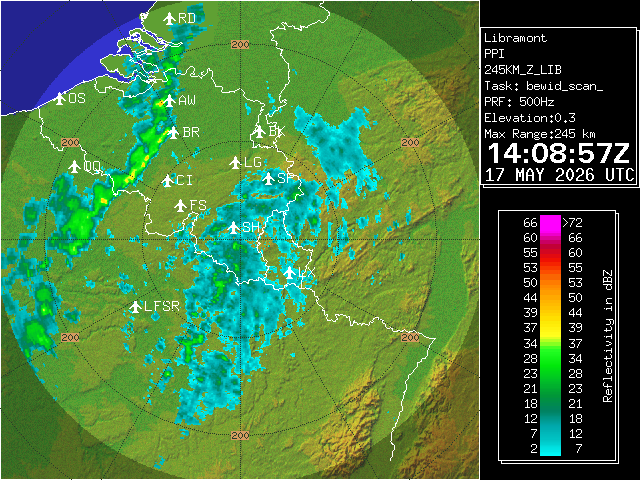 Libramont
PPI
245KM_Z_LIB
Task: bewid_scan_
PRF: 500Hz
Elevation:0.3
Max Range:245 km
14:08:57Z
17 MAY 2026 UTC
RD
200
OS
AW
BR
BK
200
200
LG
CI
SP
FS
SH
LFSR
200
200
200
66 >72
60 66
55 60
53 55
50 53
44 50
39 44
37 39
34 37
28 34
23 28
21 23
18 21
12 18
7 12
2 7
Reflectivity in dBZ